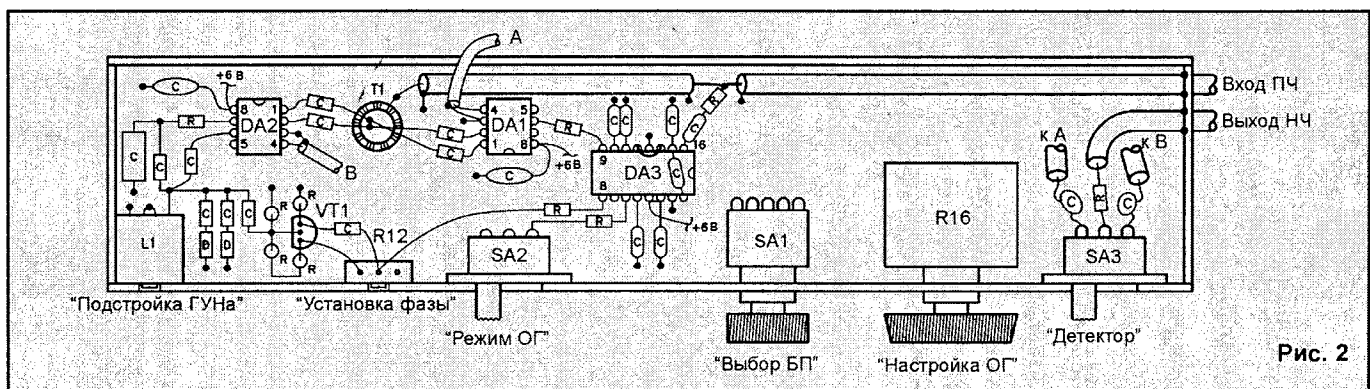 A
+6 В
C
T1
8
DA2
5
4
R
C
C
C
C
C
C
C
B
4
5
DA1
1
8
R
+6 В
C
C
C
C
R
C
16
9
DA3
8
C
Вход ПЧ
Выход НЧ
к А
к В
C
R
C
L1
C
C
C
B
D
R
R
R
R
VT1
C
R12
R
R
C
C
+6 В
SA2
SA1
R16
SA3
"Подстройка ГУНа"
"Установка фазы"
"Режим ОГ"
"Выбор БП"
"Настройка ОГ"
"Детектор"
Рис. 2